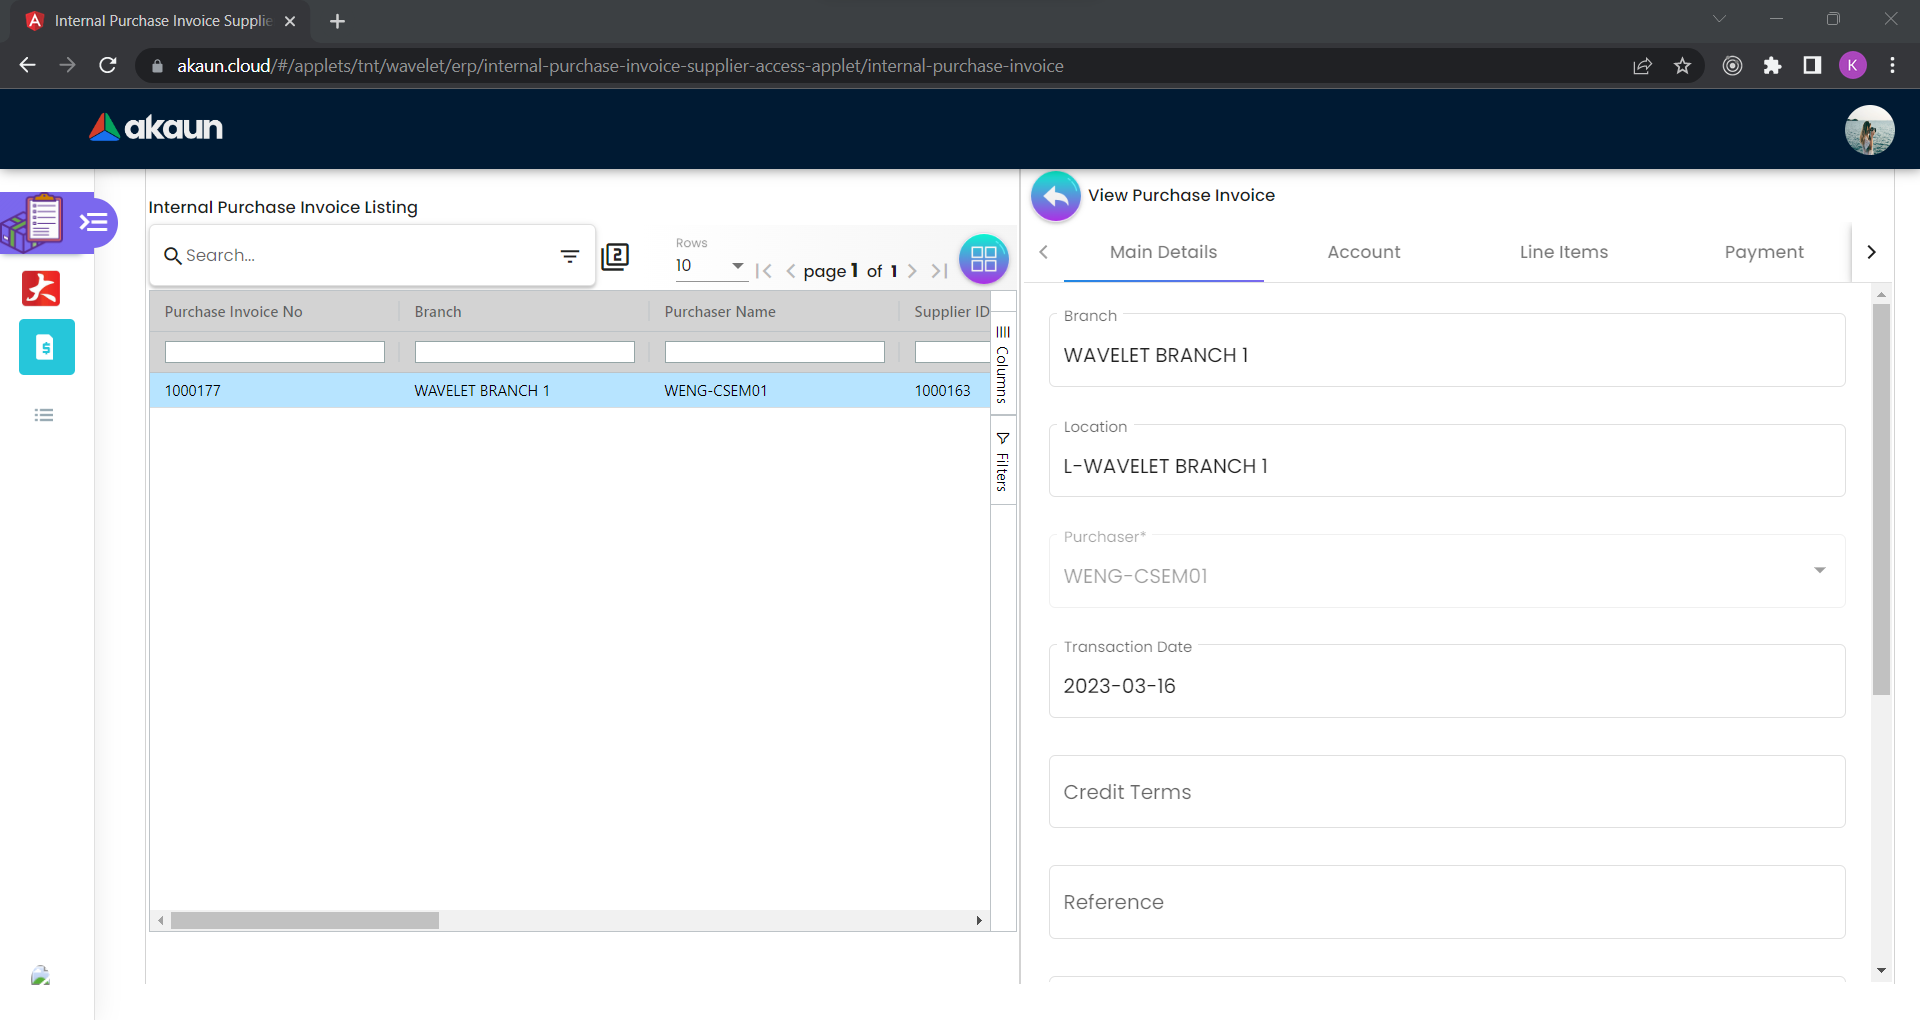 Internal Purchase Invoice Supplie
akaun.cloud/#/applets/tnt/wavelet/erp/internal-purchase-invoice-supplier-access-applet/internal-purchase-invoice
K
akaun
Internal Purchase Invoice Listing
Search...
2
Rows
10
page 1 of 1
Purchase Invoice No Branch Purchaser Name Supplier ID
1000177 WAVELET BRANCH 1 WENG-CSEM01 1000163
Columns
Filters
View Purchase Invoice
Main Details Account Line Items Payment
Branch
WAVELET BRANCH 1
Location
L-WAVELET BRANCH 1
Purchaser*
WENG-CSEM01
Transaction Date
2023-03-16
Credit Terms
Reference